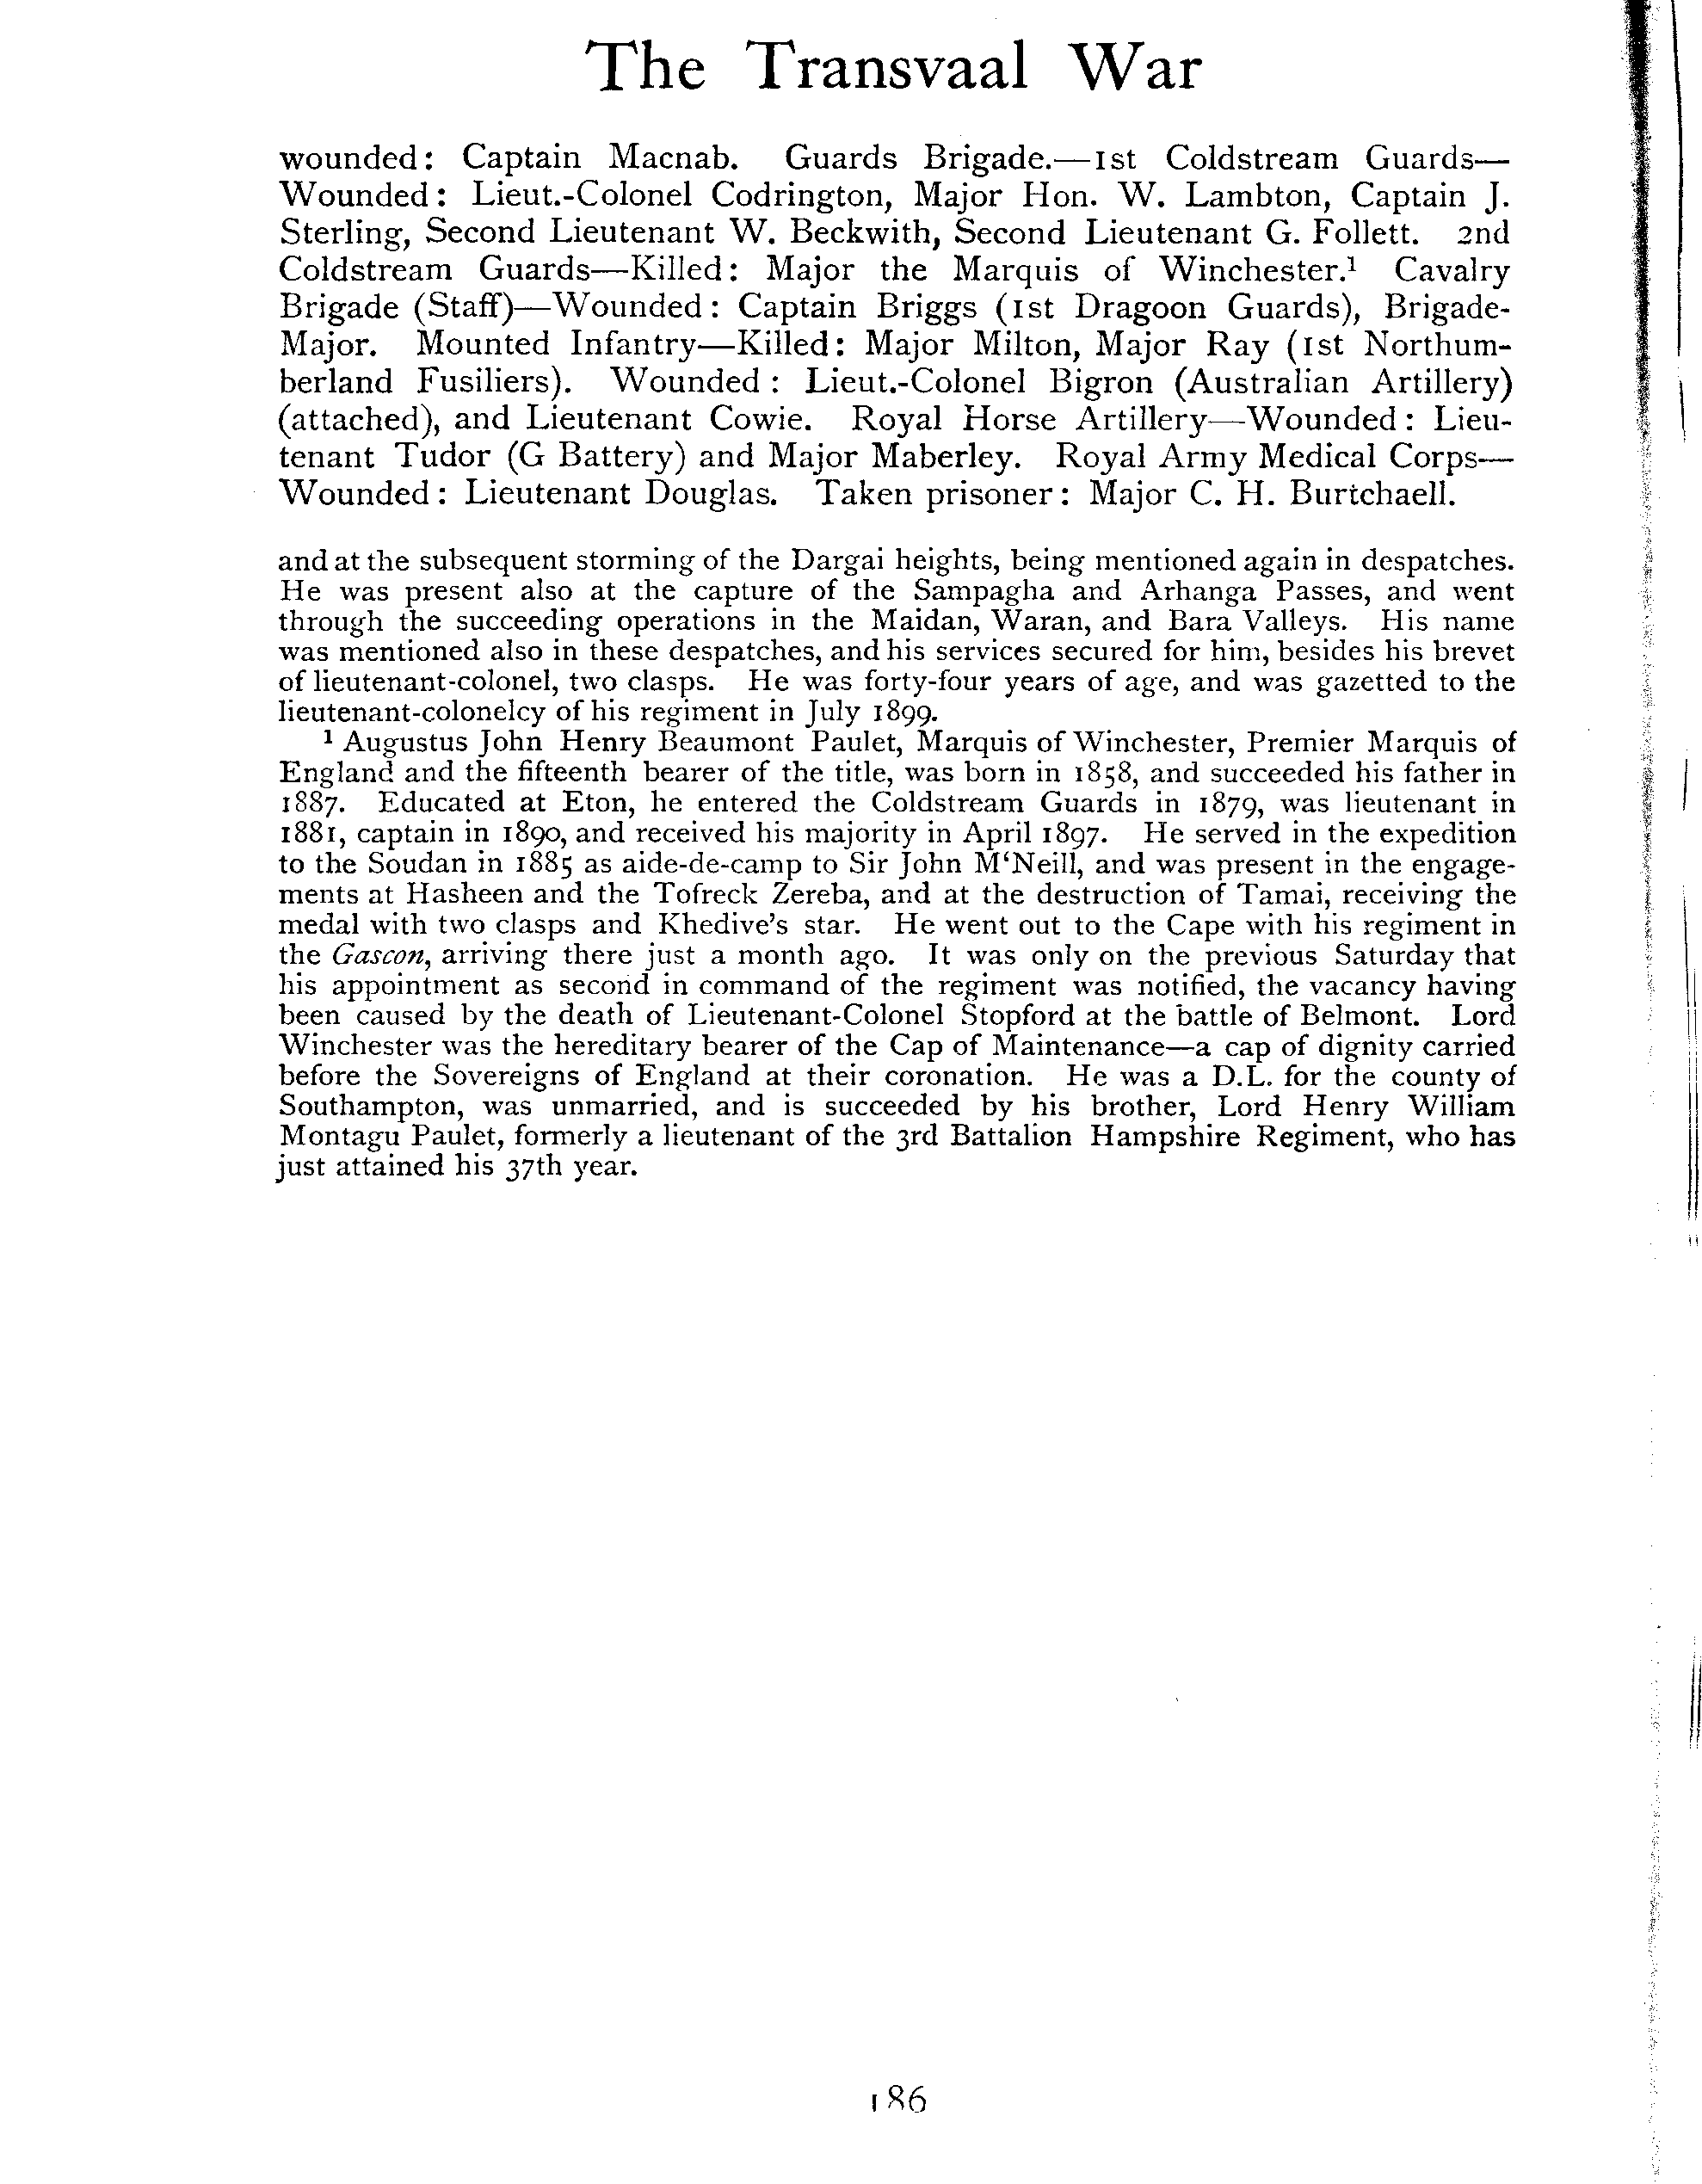 The Transvaal War
wounded: Captain Macnab. Guards Brigade.—1st Coldstream Guards—
Wounded: Lieut.-Colonel Codrington, Major Hon. W. Lambton, Captain J.
Sterling, Second Lieutenant W. Beckwith, Second Lieutenant G. Follett. 2nd
Coldstream Guards—Killed: Major the Marquis of Winchester.¹ Cavalry
Brigade (Staff)—Wounded: Captain Briggs (1st Dragoon Guards), Brigade-
Major. Mounted Infantry—Killed: Major Milton, Major Ray (1st Northum-
berland Fusiliers). Wounded: Lieut.-Colonel Bigron (Australian Artillery)
(attached), and Lieutenant Cowie. Royal Horse Artillery—Wounded: Lieu-
tenant Tudor (G Battery) and Major Maberley. Royal Army Medical Corps—
Wounded: Lieutenant Douglas. Taken prisoner: Major C. H. Burtchaell.
and at the subsequent storming of the Dargai heights, being mentioned again in despatches.
He was present also at the capture of the Sampagha and Arhanga Passes, and went
through the succeeding operations in the Maidan, Waran, and Bara Valleys. His name
was mentioned also in these despatches, and his services secured for him, besides his brevet
of lieutenant-colonel, two clasps. He was forty-four years of age, and was gazetted to the
lieutenant-colonelcy of his regiment in July 1899.
¹ Augustus John Henry Beaumont Paulet, Marquis of Winchester, Premier Marquis of
England and the fifteenth bearer of the title, was born in 1858, and succeeded his father in
1887. Educated at Eton, he entered the Coldstream Guards in 1879, was lieutenant in
1881, captain in 1890, and received his majority in April 1897. He served in the expedition
to the Soudan in 1885 as aide-de-camp to Sir John M‘Neill, and was present in the engage-
ments at Hasheen and the Tofreck Zereba, and at the destruction of Tamai, receiving the
medal with two clasps and Khedive's star. He went out to the Cape with his regiment in
the Gascon, arriving there just a month ago. It was only on the previous Saturday that
his appointment as second in command of the regiment was notified, the vacancy having
been caused by the death of Lieutenant-Colonel Stopford at the battle of Belmont. Lord
Winchester was the hereditary bearer of the Cap of Maintenance—a cap of dignity carried
before the Sovereigns of England at their coronation. He was a D.L. for the county of
Southampton, was unmarried, and is succeeded by his brother, Lord Henry William
Montagu Paulet, formerly a lieutenant of the 3rd Battalion Hampshire Regiment, who has
just attained his 37th year.
186